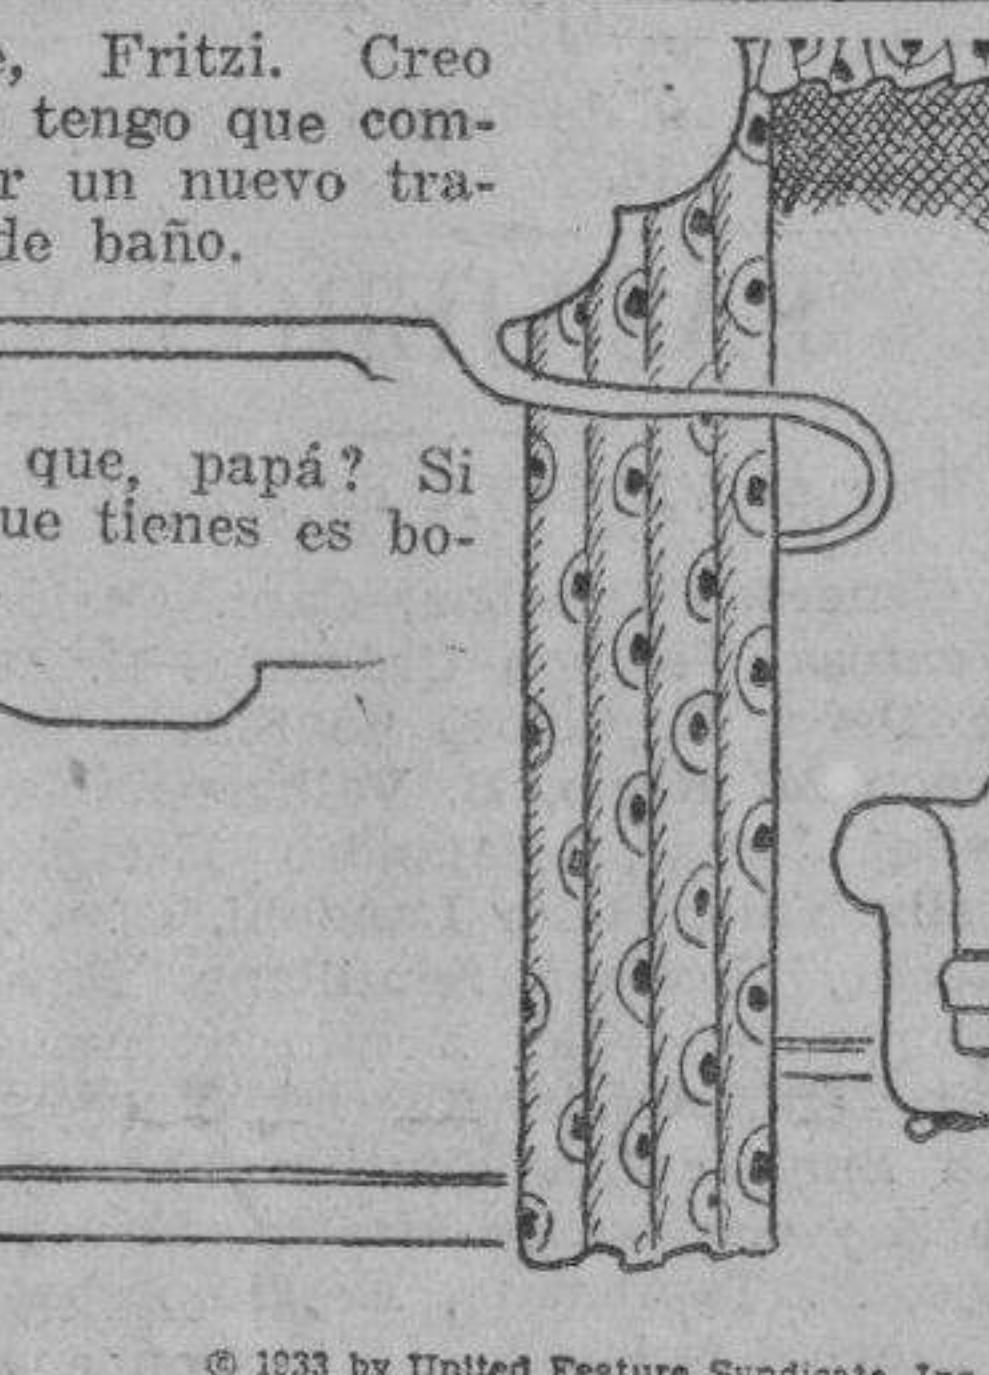 e, Fritzi. Creo
tengo que com-
r un nuevo tra-
de baño.
que, papá? Si
ue tienes es bo-
© 1933 by United Feature Syndicate, Inc